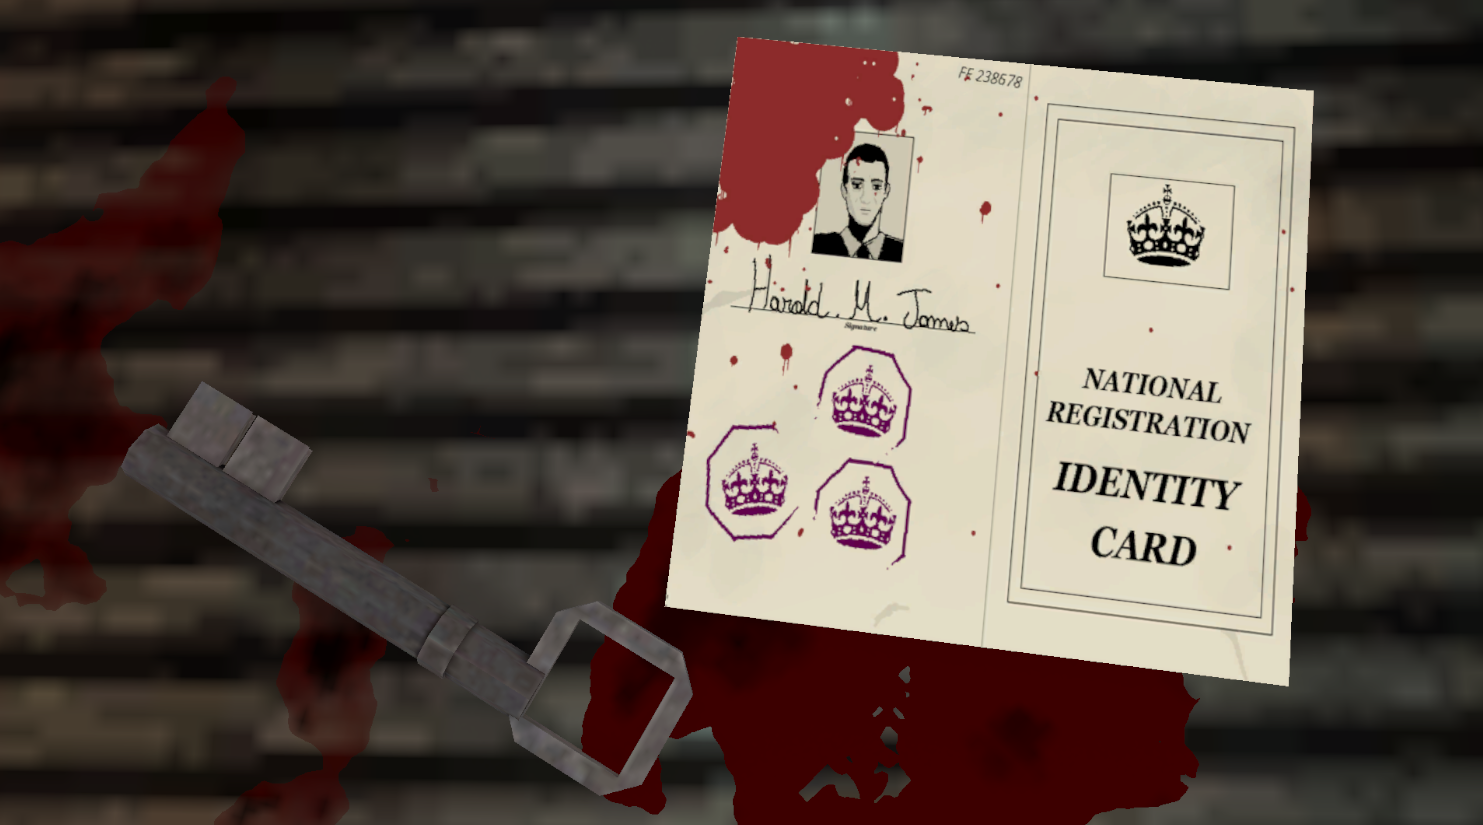 FE 238678
Harold. M. James
Signature
NATIONAL
REGISTRATION
IDENTITY
CARD